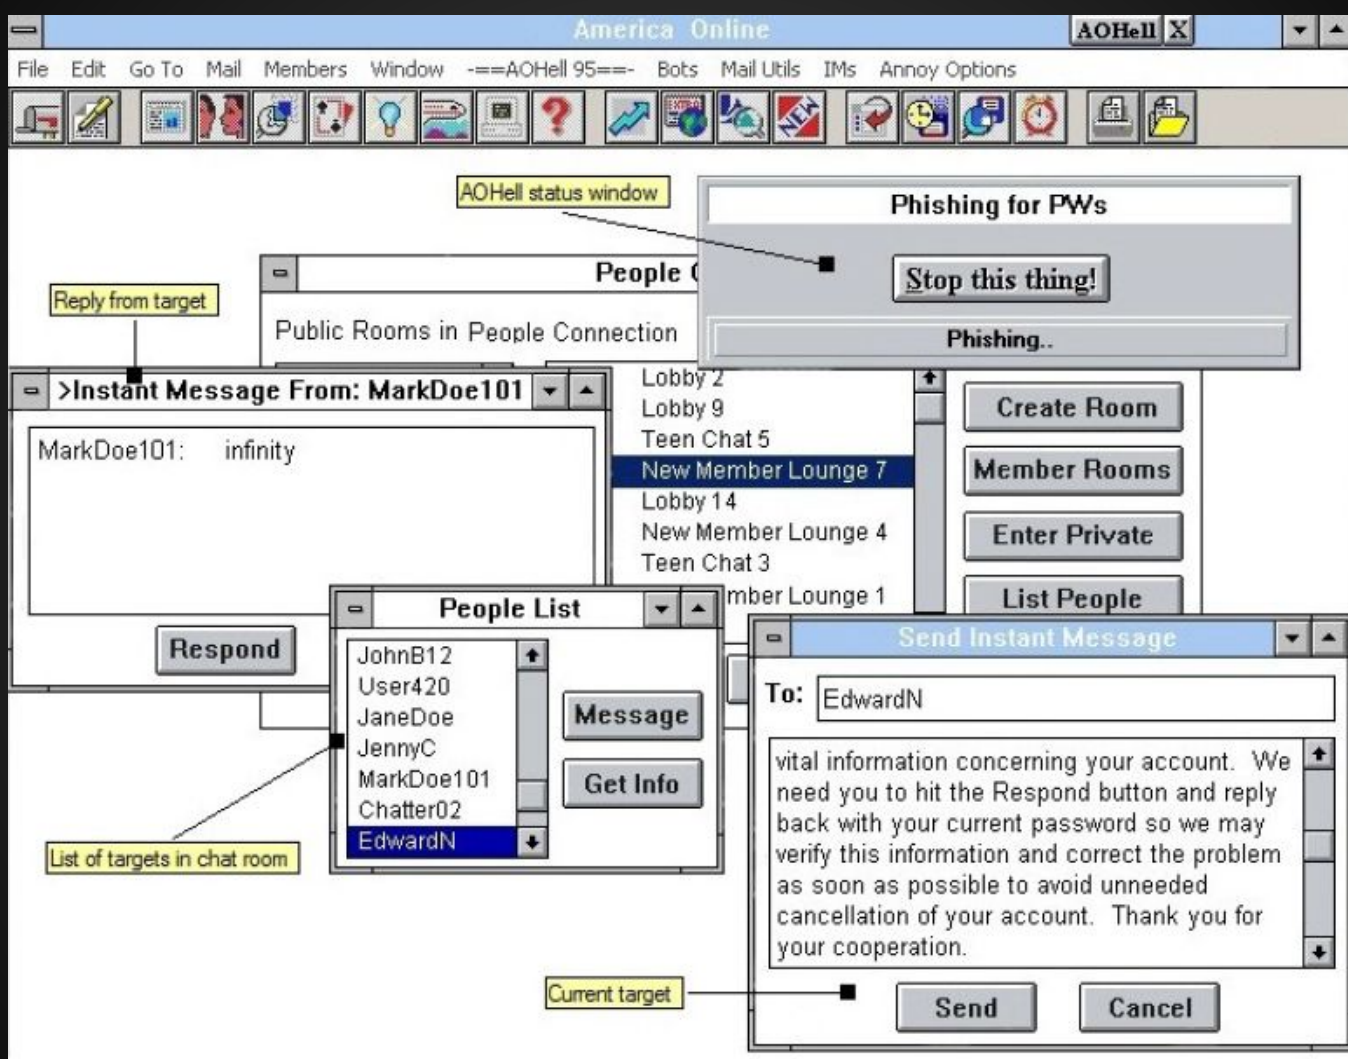 America Online
AOHell X
File Edit Go To Mail Members Window -==AOHell 95==- Bots Mail Utils IMs Annoy Options
EXTRA
NEW
AOHell status window
Phishing for PWs
Stop this thing!
Phishing..
Reply from target
People C
Public Rooms in People Connection
Lobby 2
Lobby 9
Teen Chat 5
New Member Lounge 7
Lobby 14
New Member Lounge 4
Teen Chat 3
mber Lounge 1
Create Room
Member Rooms
Enter Private
List People
>Instant Message From: MarkDoe101
MarkDoe101: infinity
Respond
People List
JohnB12
User420
JaneDoe
JennyC
MarkDoe101
Chatter02
EdwardN
Message
Get Info
List of targets in chat room
Send Instant Message
To: EdwardN
vital information concerning your account. We
need you to hit the Respond button and reply
back with your current password so we may
verify this information and correct the problem
as soon as possible to avoid unneeded
cancellation of your account. Thank you for
your cooperation.
Current target
Send
Cancel